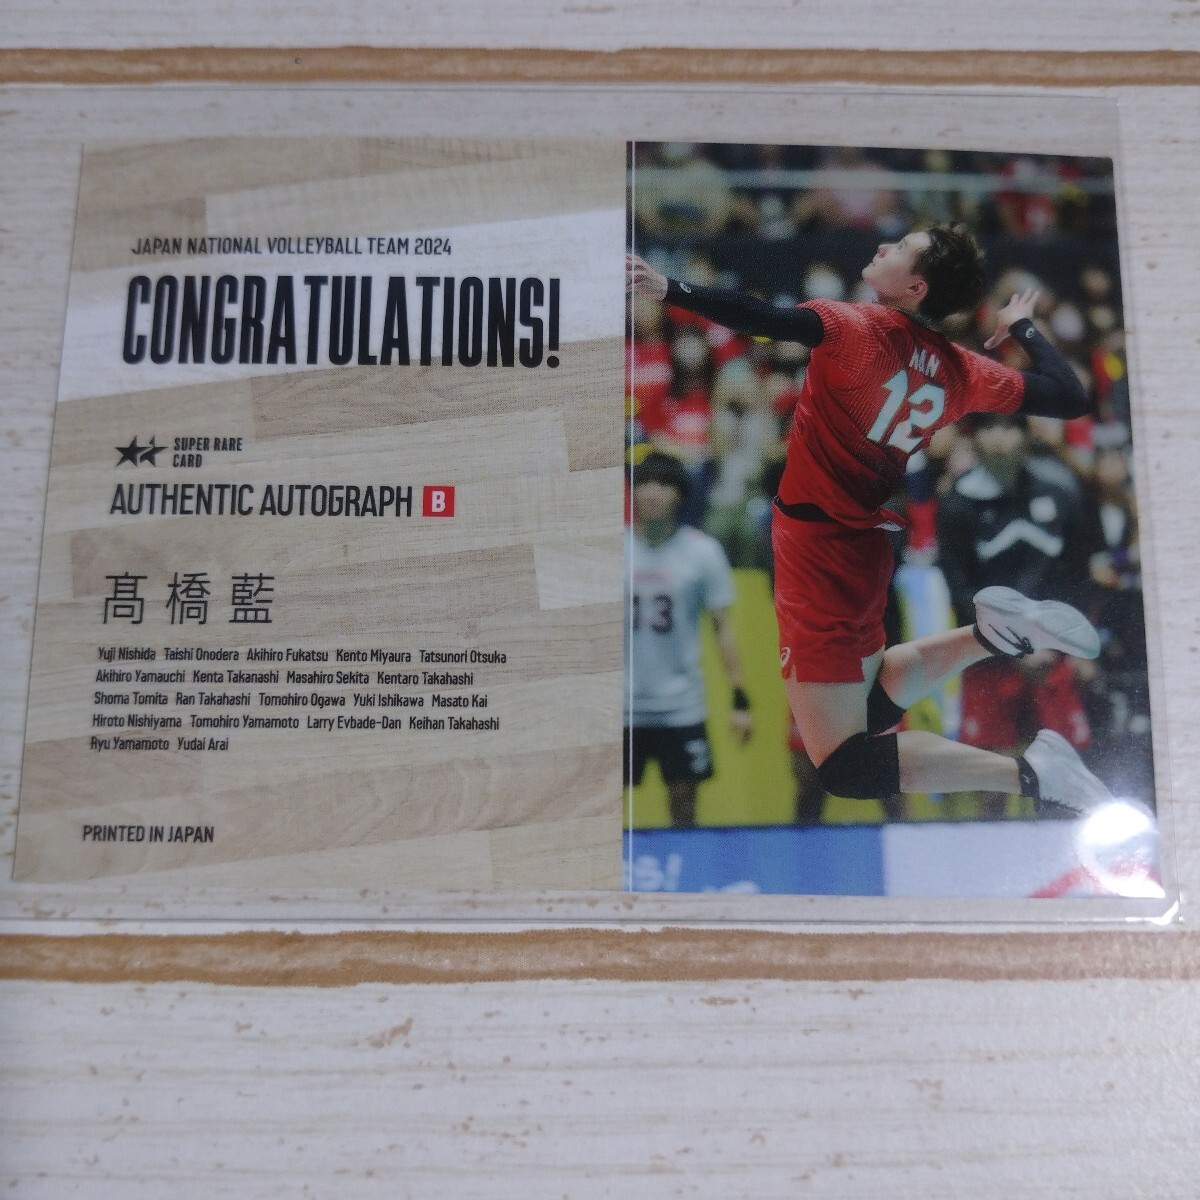 JAPAN NATIONAL VOLLEYBALL TEAM 2024
CONGRATULATIONS!
SUPER RARE
CARD
AUTHENTIC AUTOGRAPH B
髙橋藍
Yuji Nishida Taishi Onodera Akihiro Fukatsu Kento Miyaura Tatsunori Otsuka
Akihiro Yamauchi Kenta Takanashi Masahiro Sekita Kentaro Takahashi
Shoma Tomita Ran Takahashi Tomohiro Ogawa Yuki Ishikawa Masato Kai
Hiroto Nishiyama Tomohiro Yamamoto Larry Evbade-Dan Keihan Takahashi
Ryu Yamamoto Yudai Arai
PRINTED IN JAPAN
RAN
12
13